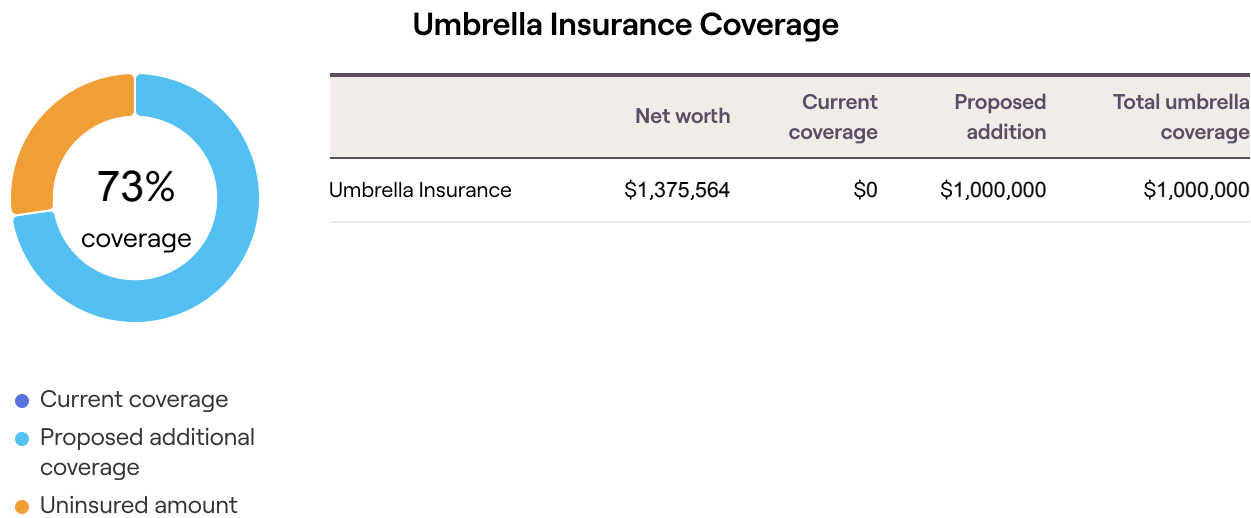 Umbrella Insurance Coverage
73%
coverage
Current coverage
Proposed additional
coverage
Uninsured amount
Net worth
Current
coverage
Proposed
addition
Total umbrella
coverage
Umbrella Insurance $1,375,564 $0 $1,000,000 $1,000,000